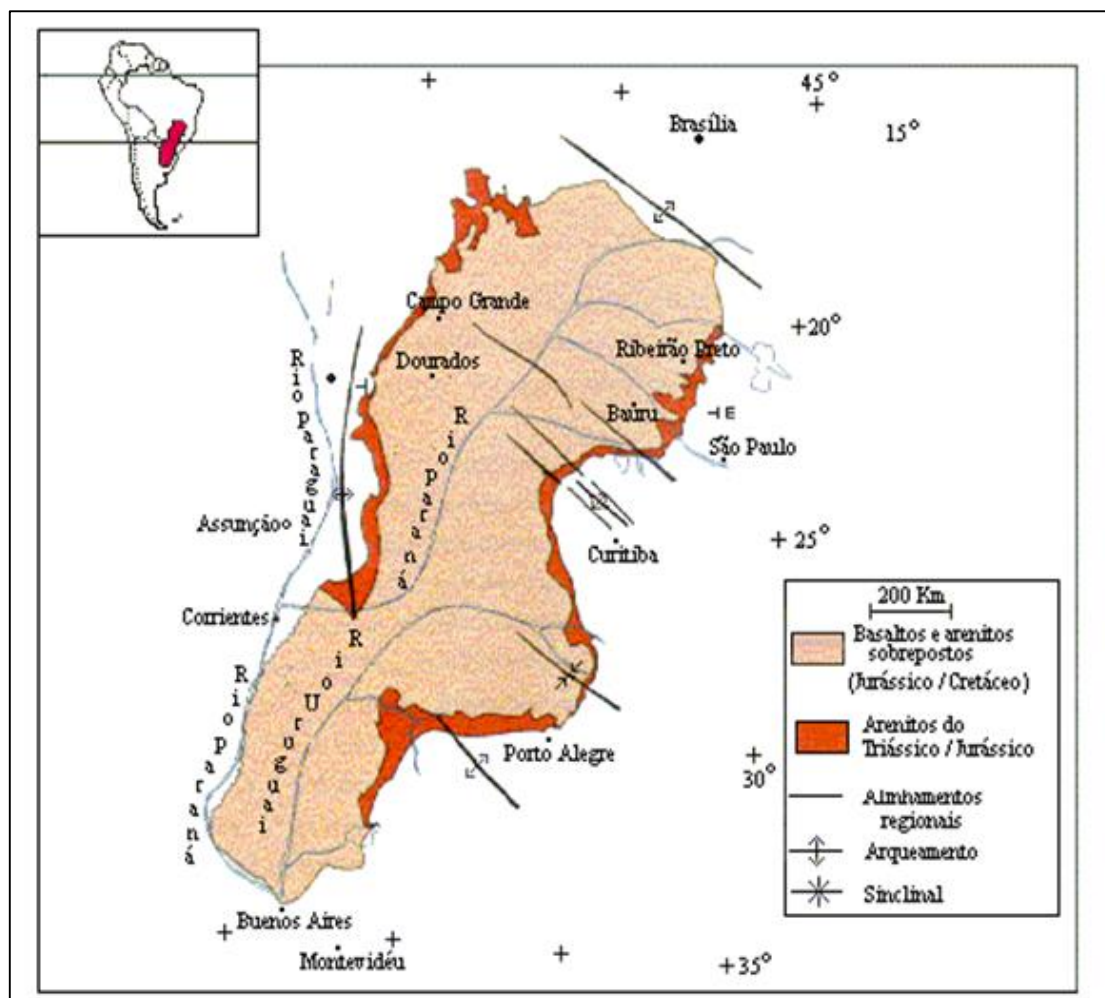 45°
15°
Brasília
Campo Grande
+20°
Dourados
Ribeirão Preto
Bauru
São Paulo
Rio Paraguai
Rio Paraná
Assunção
+ 25°
Curitiba
Corrientes
Rio Uruguai
Rio Paraná
Porto Alegre
30°
Buenos Aires
Montevidéu
+35°
200 Km
Basaltos e arenitos
sobrepostos
(Jurássico / Cretáceo)
Arenitos do
Triássico / Jurássico
Alinhamentos
regionais
Arqueamento
Sinclinal